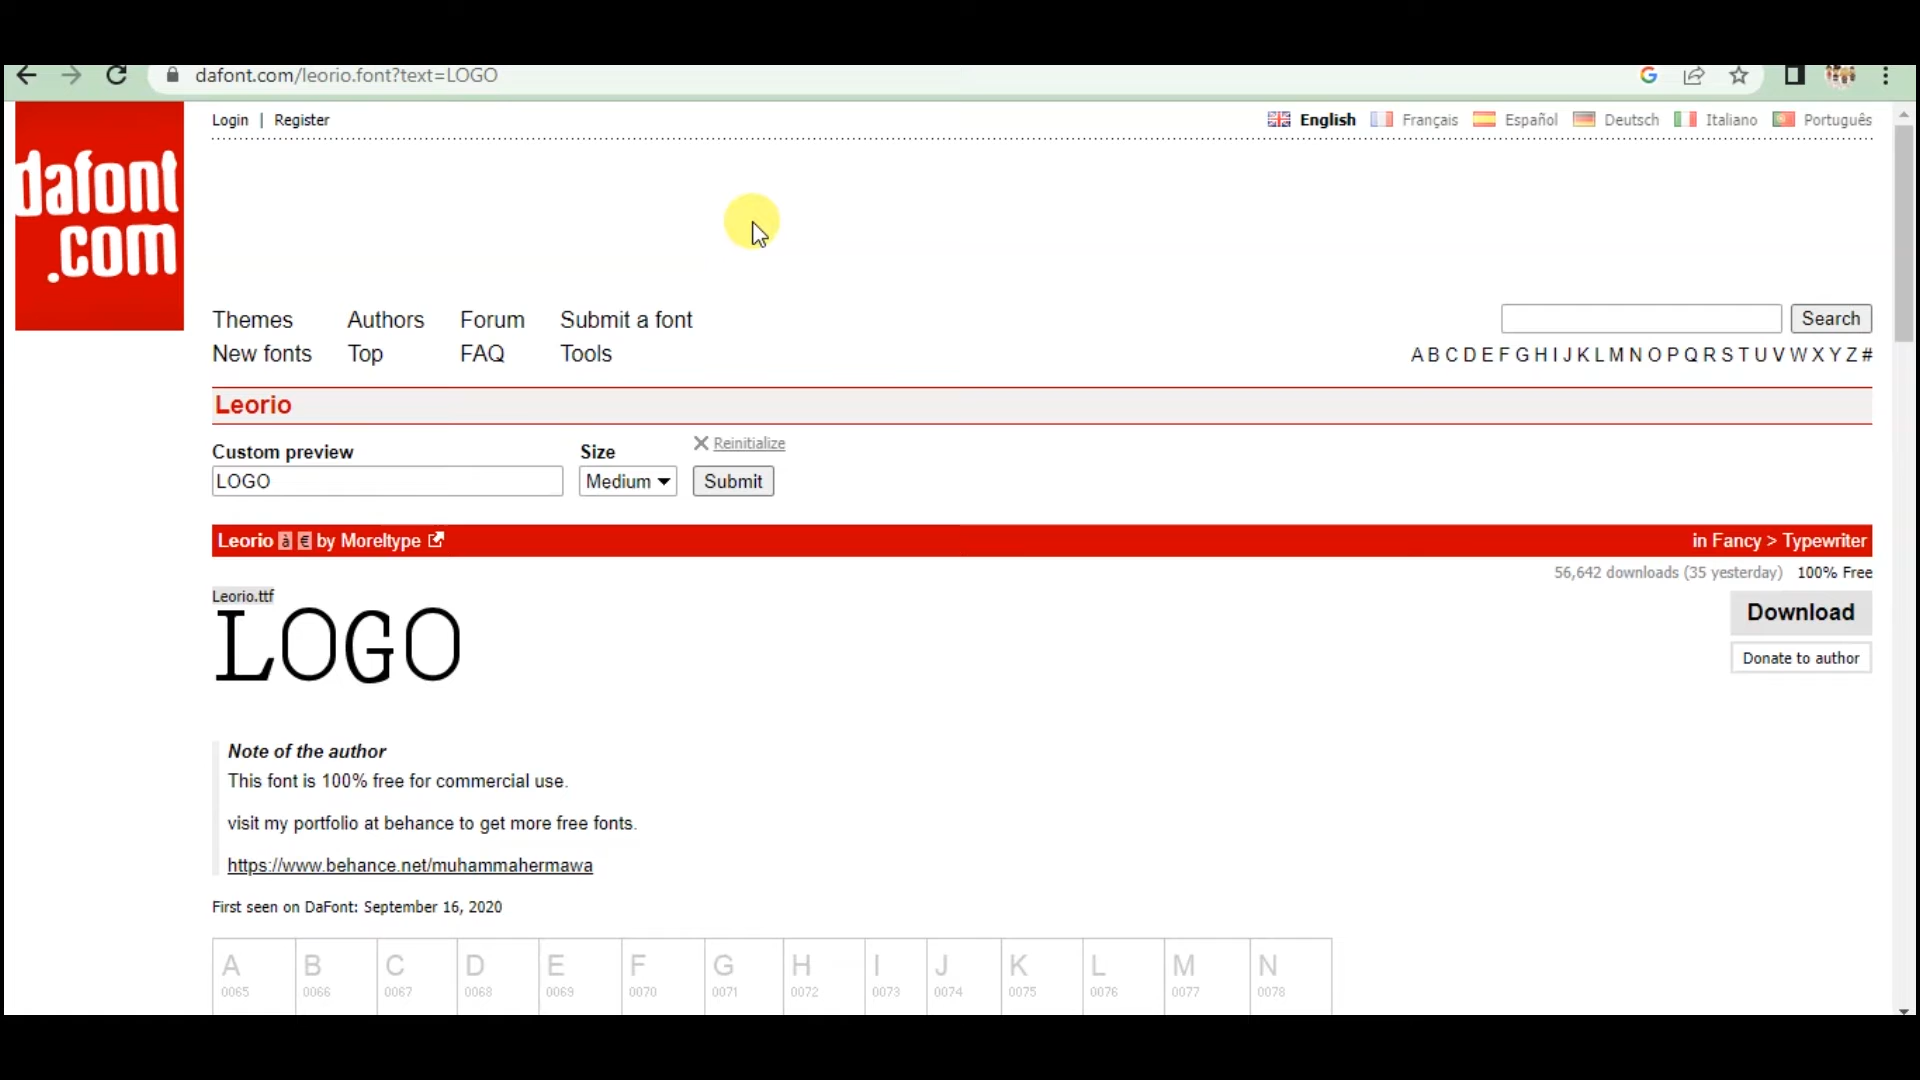 dafont.com/leorio.font?text=LOGO
dafont
.com
Login | Register
English Français Español Deutsch Italiano Português
Themes Authors Forum Submit a font
Search
New fonts Top FAQ Tools
A B C D E F G H I J K L M N O P Q R S T U V W X Y Z #
Leorio
Reinitialize
Custom preview Size
LOGO Medium Submit
Leorio à € by Moreltype in Fancy > Typewriter
56,642 downloads (35 yesterday) 100% Free
Leorio.ttf
Download
LOGO
Donate to author
Note of the author
This font is 100% free for commercial use.
visit my portfolio at behance to get more free fonts.
https://www.behance.net/muhammahermawa
First seen on DaFont: September 16, 2020
A B C D E F G H I J K L M N
0065 0066 0067 0068 0069 0070 0071 0072 0073 0074 0075 0076 0077 0078